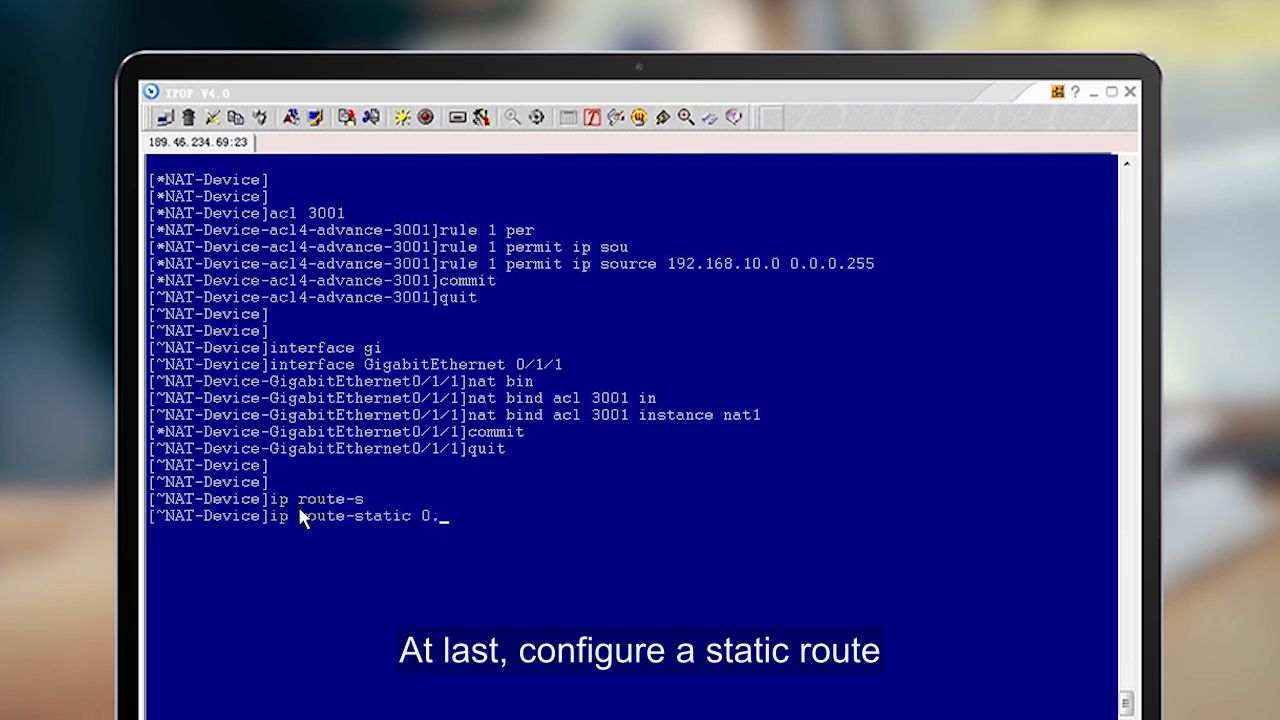 IPOP V4.0
189.46.234.69:23
[*NAT-Device]
[*NAT-Device]
[*NAT-Device]acl 3001
[*NAT-Device-acl4-advance-3001]rule 1 per
[*NAT-Device-acl4-advance-3001]rule 1 permit ip sou
[*NAT-Device-acl4-advance-3001]rule 1 permit ip source 192.168.10.0 0.0.0.255
[*NAT-Device-acl4-advance-3001]commit
[~NAT-Device-acl4-advance-3001]quit
[~NAT-Device]
[~NAT-Device]
[~NAT-Device]interface gi
[~NAT-Device]interface GigabitEthernet 0/1/1
[~NAT-Device-GigabitEthernet0/1/1]nat bin
[~NAT-Device-GigabitEthernet0/1/1]nat bind acl 3001 in
[~NAT-Device-GigabitEthernet0/1/1]nat bind acl 3001 instance nat1
[*NAT-Device-GigabitEthernet0/1/1]commit
[~NAT-Device-GigabitEthernet0/1/1]quit
[~NAT-Device]
[~NAT-Device]
[~NAT-Device]ip route-s
[~NAT-Device]ip route-static 0._
At last, configure a static route